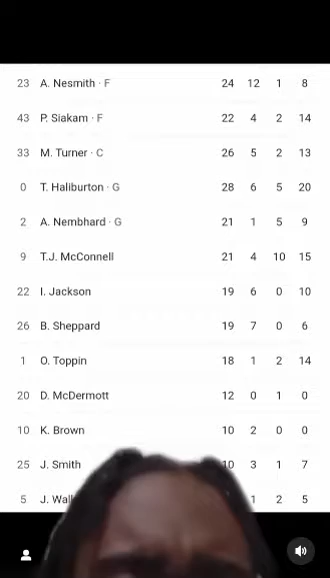 23 A. Nesmith · F 24 12 1 8
43 P. Siakam · F 22 4 2 14
33 M. Turner · C 26 5 2 13
0 T. Haliburton · G 28 6 5 20
2 A. Nembhard · G 21 1 5 9
9 T.J. McConnell 21 4 10 15
22 I. Jackson 19 6 0 10
26 B. Sheppard 19 7 0 6
1 O. Toppin 18 1 2 14
20 D. McDermott 12 0 1 0
10 K. Brown 10 2 0 0
25 J. Smith 10 3 1 7
5 J. Wal 1 2 5